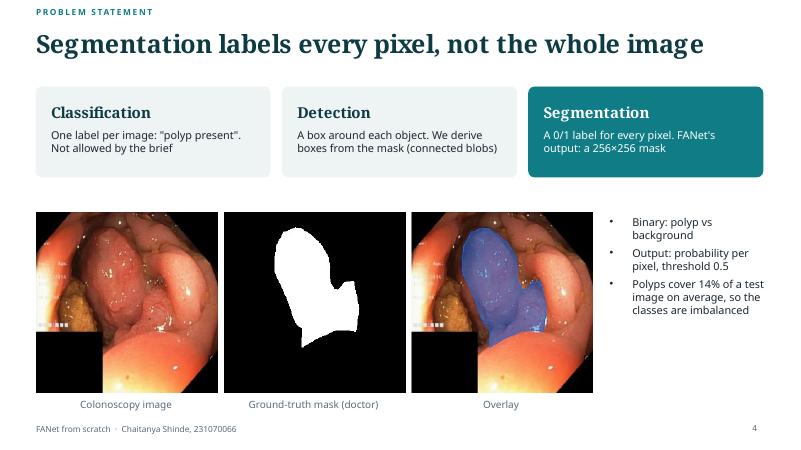 PROBLEM STATEMENT
Segmentation labels every pixel, not the whole image
Classification
One label per image: "polyp present".
Not allowed by the brief
Detection
A box around each object. We derive
boxes from the mask (connected blobs)
Segmentation
A 0/1 label for every pixel. FANet's
output: a 256×256 mask
• Binary: polyp vs
background
• Output: probability per
pixel, threshold 0.5
• Polyps cover 14% of a test
image on average, so the
classes are imbalanced
Colonoscopy image
Ground-truth mask (doctor)
Overlay
FANet from scratch · Chaitanya Shinde, 231070066
4